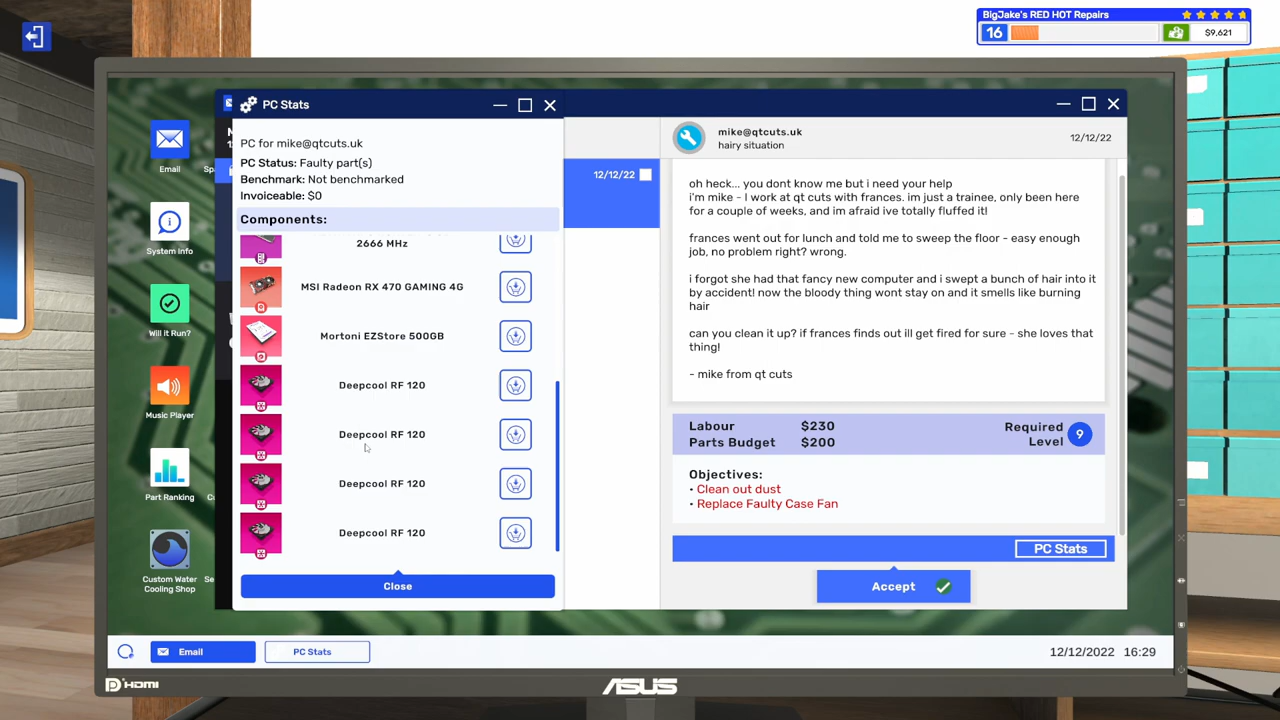 BigJake's RED HOT Repairs
16
$9,621
PC Stats
PC for mike@qtcuts.uk
PC Status: Faulty part(s)
Benchmark: Not benchmarked
Invoiceable: $0
Components:
2666 MHz
MSI Radeon RX 470 GAMING 4G
Mortoni EZStore 500GB
Deepcool RF 120
Deepcool RF 120
Deepcool RF 120
Deepcool RF 120
Close
12/12/22
mike@qtcuts.uk
hairy situation
12/12/22
oh heck... you dont know me but i need your help
i'm mike - I work at qt cuts with frances. im just a trainee, only been here
for a couple of weeks, and im afraid ive totally fluffed it!
frances went out for lunch and told me to sweep the floor - easy enough
job, no problem right? wrong.
i forgot she had that fancy new computer and i swept a bunch of hair into it
by accident! now the bloody thing wont stay on and it smells like burning
hair
can you clean it up? if frances finds out ill get fired for sure - she loves that
thing!
- mike from qt cuts
Labour $230
Parts Budget $200
Required
Level 9
Objectives:
• Clean out dust
• Replace Faulty Case Fan
PC Stats
Accept
Email
System Info
Will it Run?
Music Player
Part Ranking
Custom Water
Cooling Shop
Email
PC Stats
12/12/2022 16:29
HDMI
ASUS